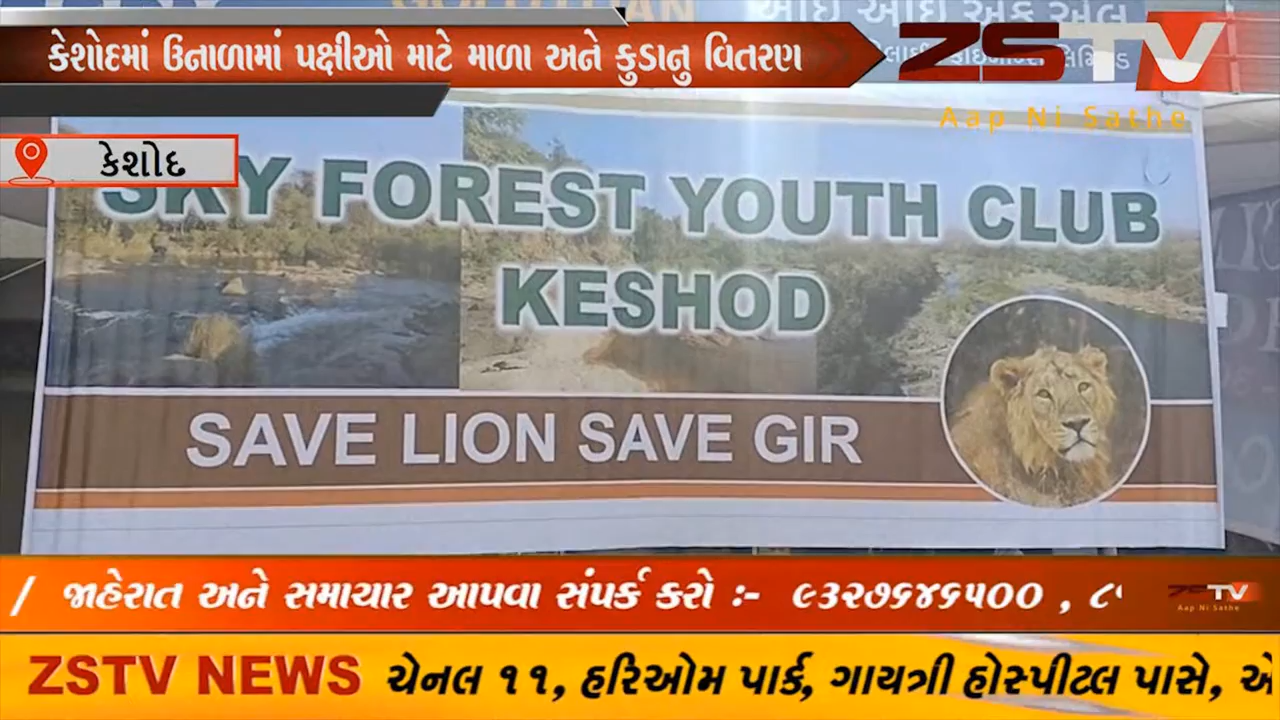 કેશોદમાં ઉનાળામાં પક્ષીઓ માટે માળા અને કુડાનુ વિતરણ
ZSTV
Aap Ni Sathe
કેશોદ
SKY FOREST YOUTH CLUB
KESHOD
SAVE LION SAVE GIR
/ જાહેરાત અને સમાચાર આપવા સંપર્ક કરો :- ૯૩૨૭૬૪૬૫૦૦ ,
ZSTV
Aap Ni Sathe
ZSTV NEWS ચેનલ ૧૧, હરિઓમ પાર્ક, ગાયત્રી હોસ્પીટલ પાસે,